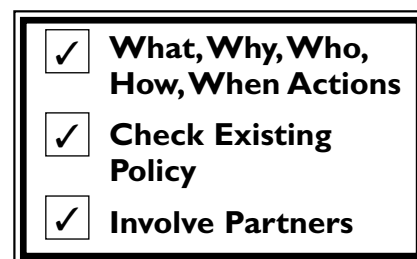 ✓ What, Why, Who,
How, When Actions
✓ Check Existing
Policy
✓ Involve Partners